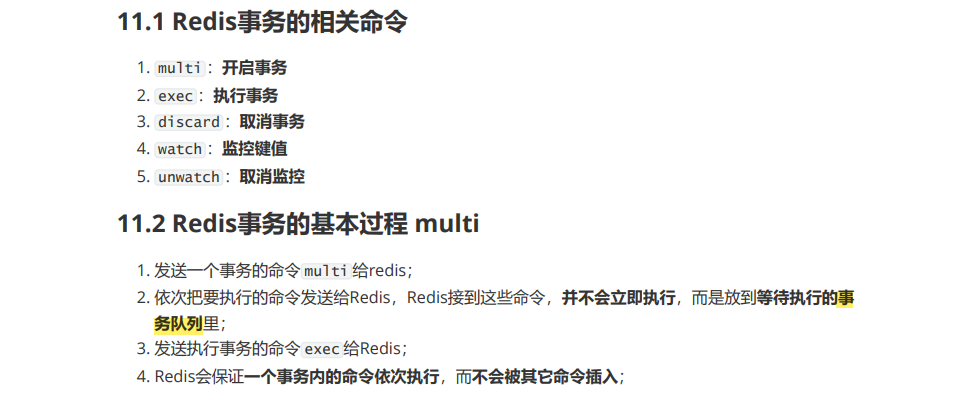 11.1 Redis事务的相关命令
1. multi：开启事务
2. exec：执行事务
3. discard：取消事务
4. watch：监控键值
5. unwatch：取消监控
11.2 Redis事务的基本过程 multi
1. 发送一个事务的命令multi给redis；
2. 依次把要执行的命令发送给Redis，Redis接到这些命令，并不会立即执行，而是放到等待执行的事
务队列里；
3. 发送执行事务的命令exec给Redis；
4. Redis会保证一个事务内的命令依次执行，而不会被其它命令插入；